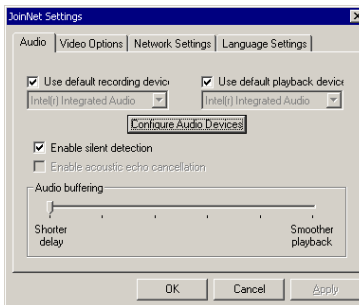 JoinNet Settings
Audio Video Options Network Settings Language Settings
Use default recording device Use default playback device
Intel(r) Integrated Audio Intel(r) Integrated Audio
Configure Audio Devices
Enable silent detection
Enable acoustic echo cancellation
Audio buffering
Shorter delay Smoother playback
OK Cancel Apply